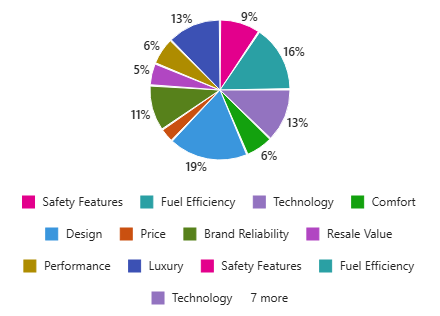 13%
9%
6%
16%
5%
11%
13%
6%
19%
Safety Features Fuel Efficiency Technology Comfort
Design Price Brand Reliability Resale Value
Performance Luxury Safety Features Fuel Efficiency
Technology 7 more